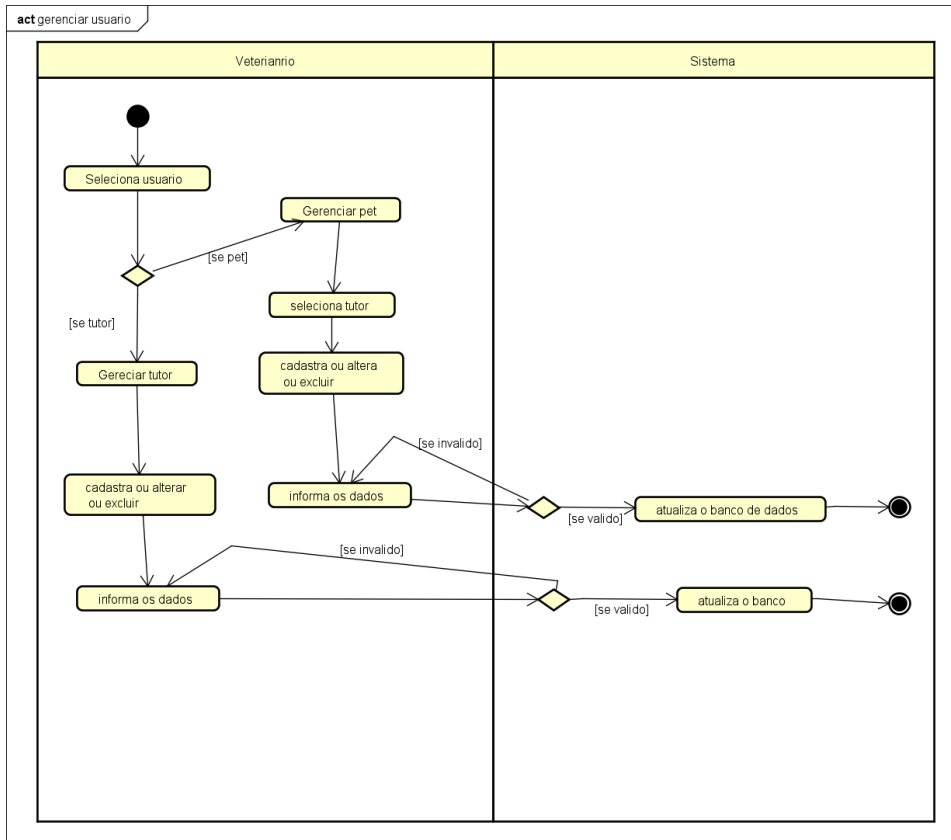 act gerenciar usuario
Veterianrio
Sistema
Seleciona usuario
Gerenciar pet
[se pet]
seleciona tutor
[se tutor]
Gereciar tutor
cadastra ou altera
ou excluir
[se invalido]
cadastra ou alterar
ou excluir
informa os dados
[se valido]
atualiza o banco de dados
[se invalido]
informa os dados
[se valido]
atualiza o banco